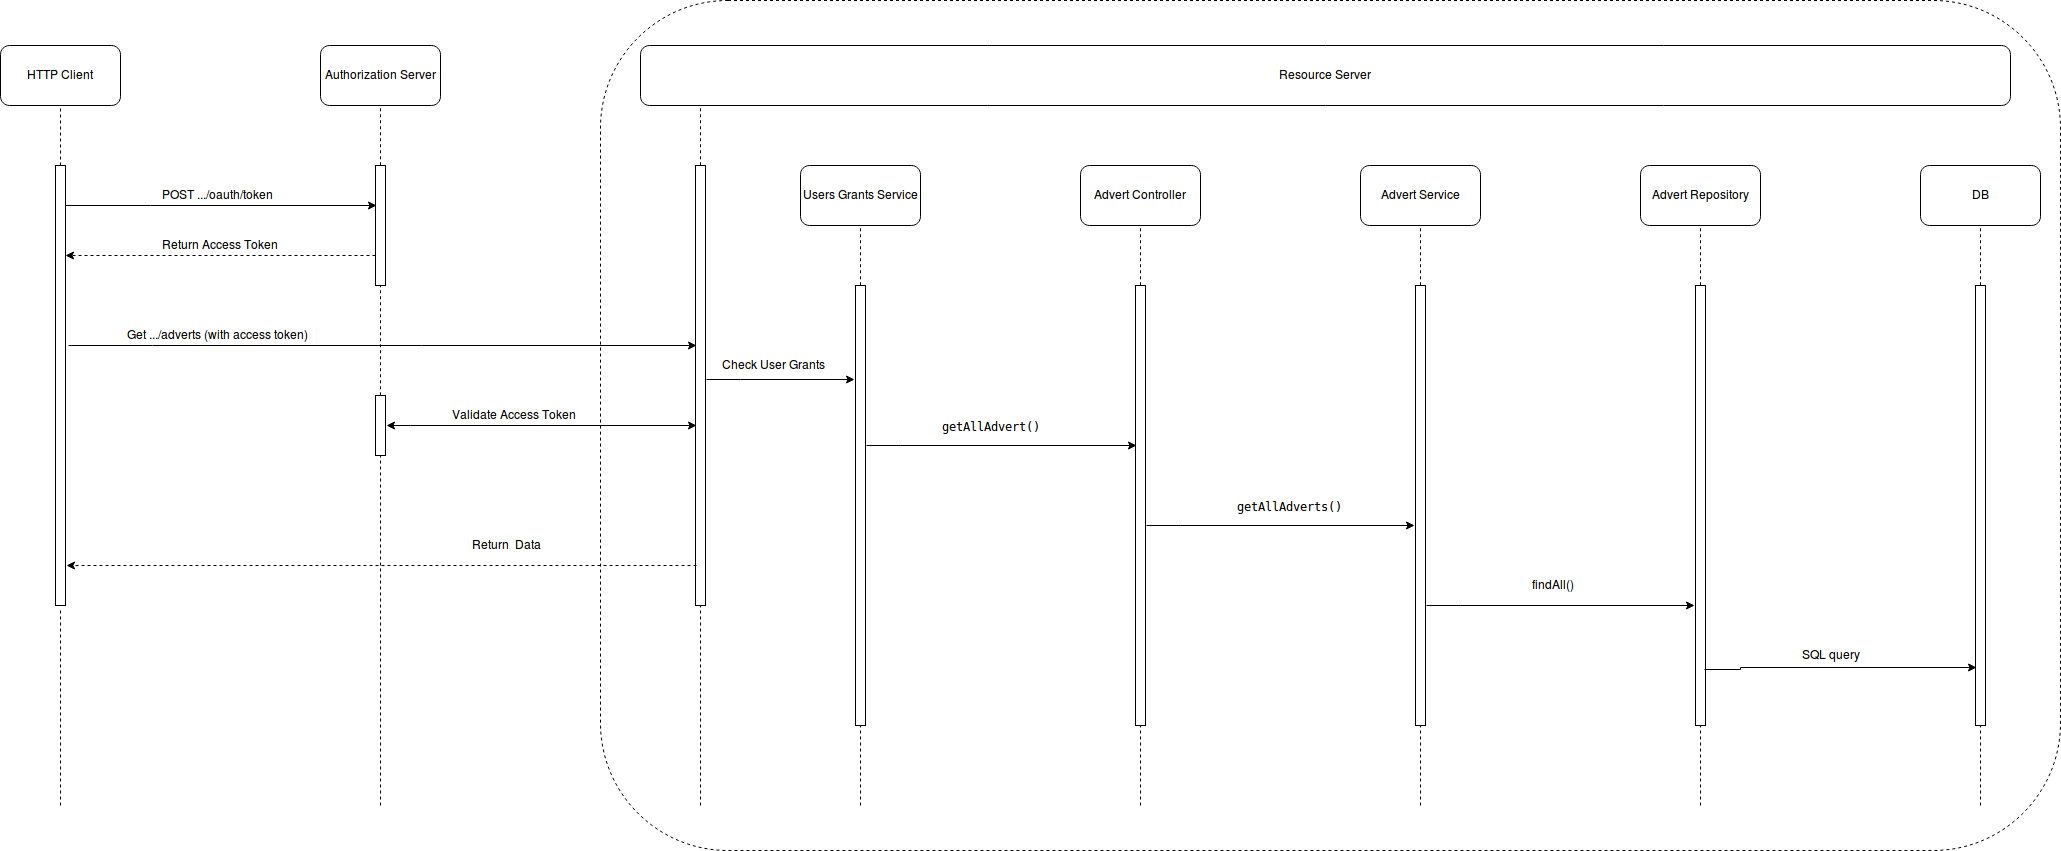 HTTP Client
Authorization Server
Resource Server
Users Grants Service
Advert Controller
Advert Service
Advert Repository
DB
POST .../oauth/token
Return Access Token
Get .../adverts (with access token)
Check User Grants
Validate Access Token
getAllAdvert()
getAllAdverts()
Return  Data
findAll()
SQL query